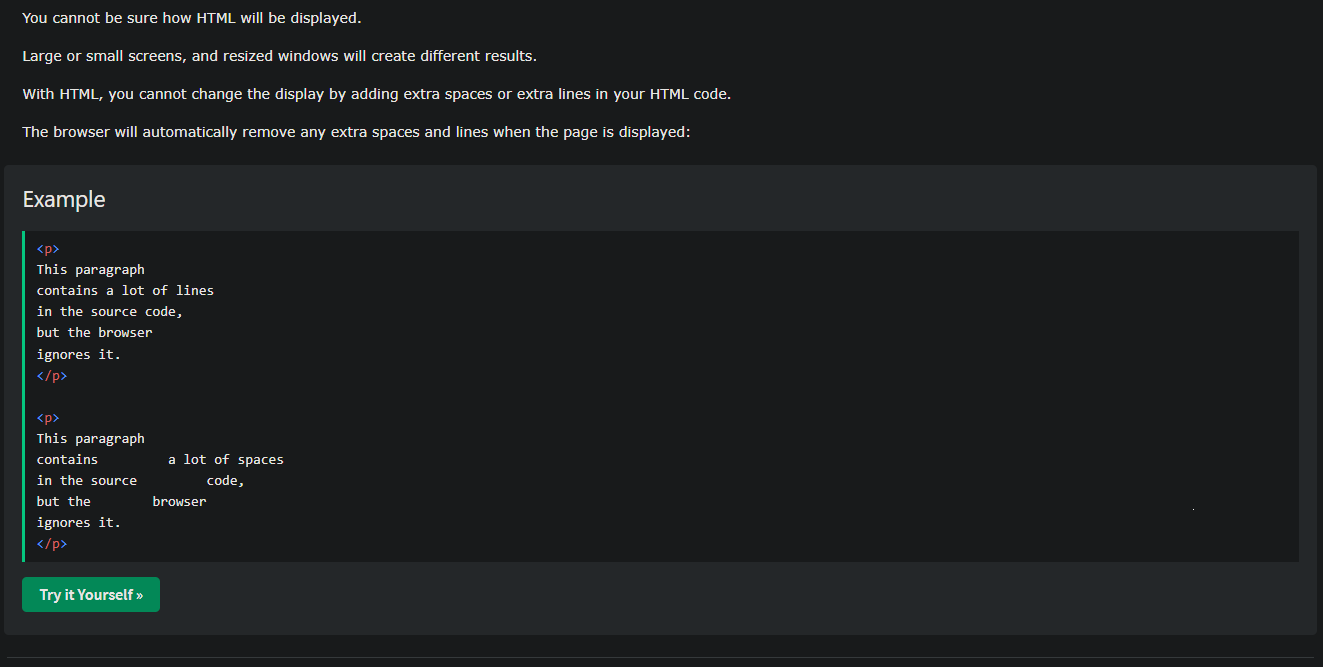 You cannot be sure how HTML will be displayed.
Large or small screens, and resized windows will create different results.
With HTML, you cannot change the display by adding extra spaces or extra lines in your HTML code.
The browser will automatically remove any extra spaces and lines when the page is displayed:
Example
<p>
This paragraph
contains a lot of lines
in the source code,
but the browser
ignores it.
</p>
<p>
This paragraph
contains         a lot of spaces
in the source         code,
but the        browser
ignores it.
</p>
Try it Yourself »